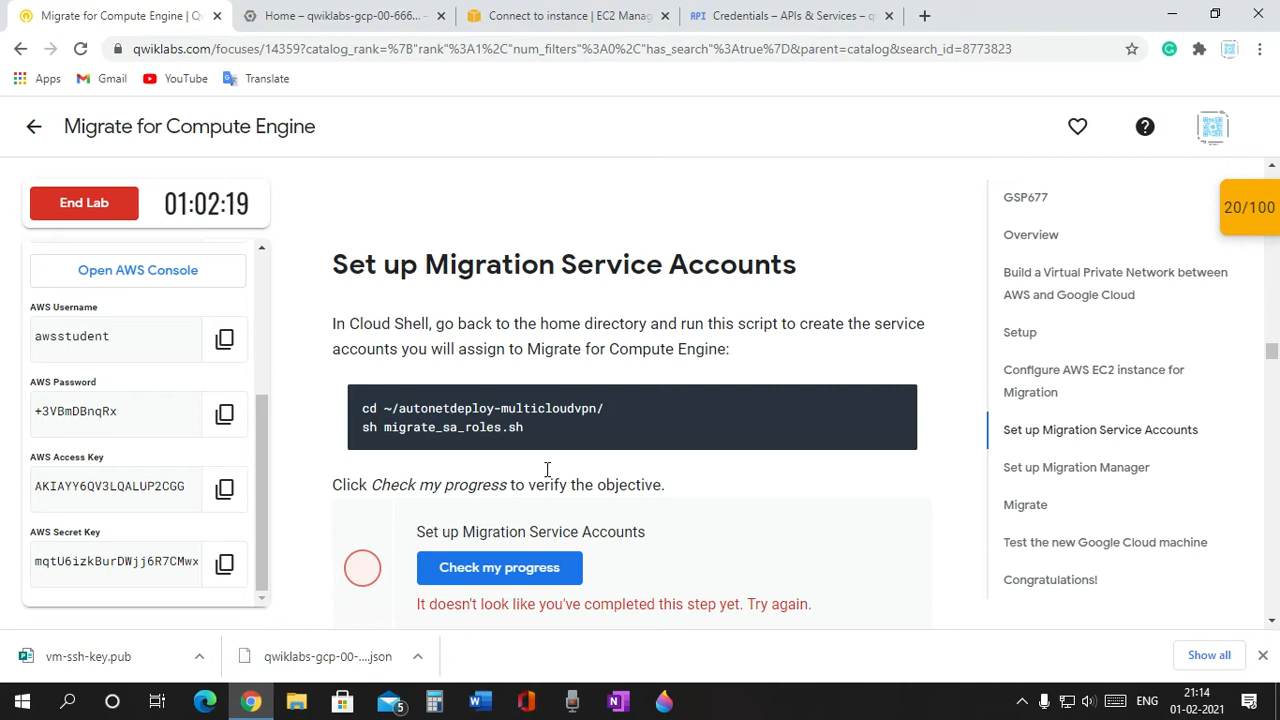 Migrate for Compute Engine | Qw
Home – qwiklabs-gcp-00-666...
Connect to instance | EC2 Manag
API
Credentials – APIs & Services – q
qwiklabs.com/focuses/14359?catalog_rank=%7B"rank"%3A1%2C"num_filters"%3A0%2C"has_search"%3Atrue%7D&parent=catalog&search_id=8773823
Apps
Gmail
YouTube
Translate
Migrate for Compute Engine
End Lab
01:02:19
Open AWS Console
AWS Username
awsstudent
AWS Password
+3VBmDBnqRx
AWS Access Key
AKIAYY6QV3LQALUP2CGG
AWS Secret Key
mqtU6izkBurDWjj6R7CMwx
Set up Migration Service Accounts
In Cloud Shell, go back to the home directory and run this script to create the service
accounts you will assign to Migrate for Compute Engine:
cd ~/autonetdeploy-multicloudvpn/
sh migrate_sa_roles.sh
Click Check my progress to verify the objective.
Set up Migration Service Accounts
Check my progress
It doesn't look like you've completed this step yet. Try again.
GSP677
Overview
Build a Virtual Private Network between
AWS and Google Cloud
Setup
Configure AWS EC2 instance for
Migration
Set up Migration Service Accounts
Set up Migration Manager
Migrate
Test the new Google Cloud machine
Congratulations!
20/100
vm-ssh-key.pub
qwiklabs-gcp-00-....json
Show all
5
ENG
21:14
01-02-2021